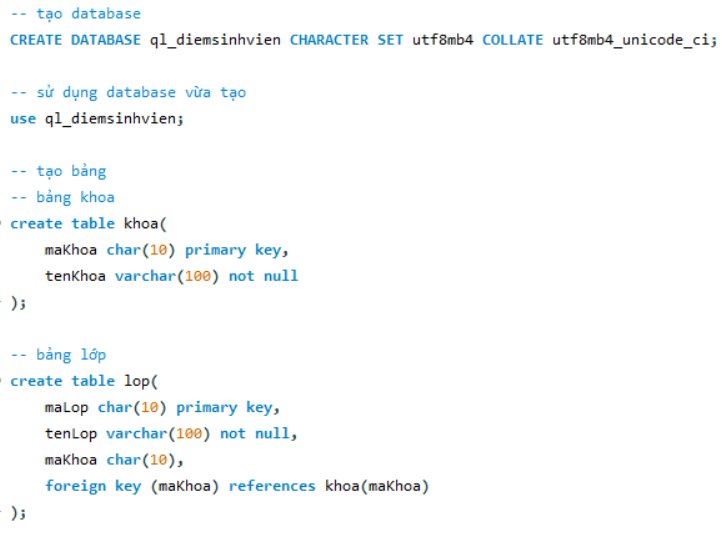 -- tạo database
CREATE DATABASE ql_diemsinhvien CHARACTER SET utf8mb4 COLLATE utf8mb4_unicode_ci;
-- sử dụng database vừa tạo
use ql_diemsinhvien;
-- tạo bảng
-- bảng khoa
create table khoa(
    maKhoa char(10) primary key,
    tenKhoa varchar(100) not null
);
-- bảng lớp
create table lop(
    maLop char(10) primary key,
    tenLop varchar(100) not null,
    maKhoa char(10),
    foreign key (maKhoa) references khoa(maKhoa)
);